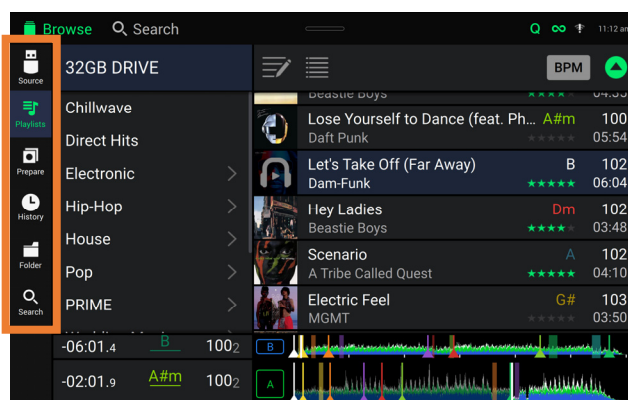 Browse Search Q 11:12 am
Source
Playlists
Prepare
History
Folder
Search
32GB DRIVE
BPM
Chillwave
Direct Hits
Electronic
Hip-Hop
House
Pop
PRIME
Beastie Boys 04:35
Lose Yourself to Dance (feat. Ph... A#m 100
Daft Punk 05:54
Let's Take Off (Far Away) B 102
Dam-Funk 06:04
Hey Ladies Dm 102
Beastie Boys 03:48
Scenario A 102
A Tribe Called Quest 04:10
Electric Feel G# 103
MGMT 03:50
-06:01.4 B 1002 B
-02:01.9 A#m 1002 A